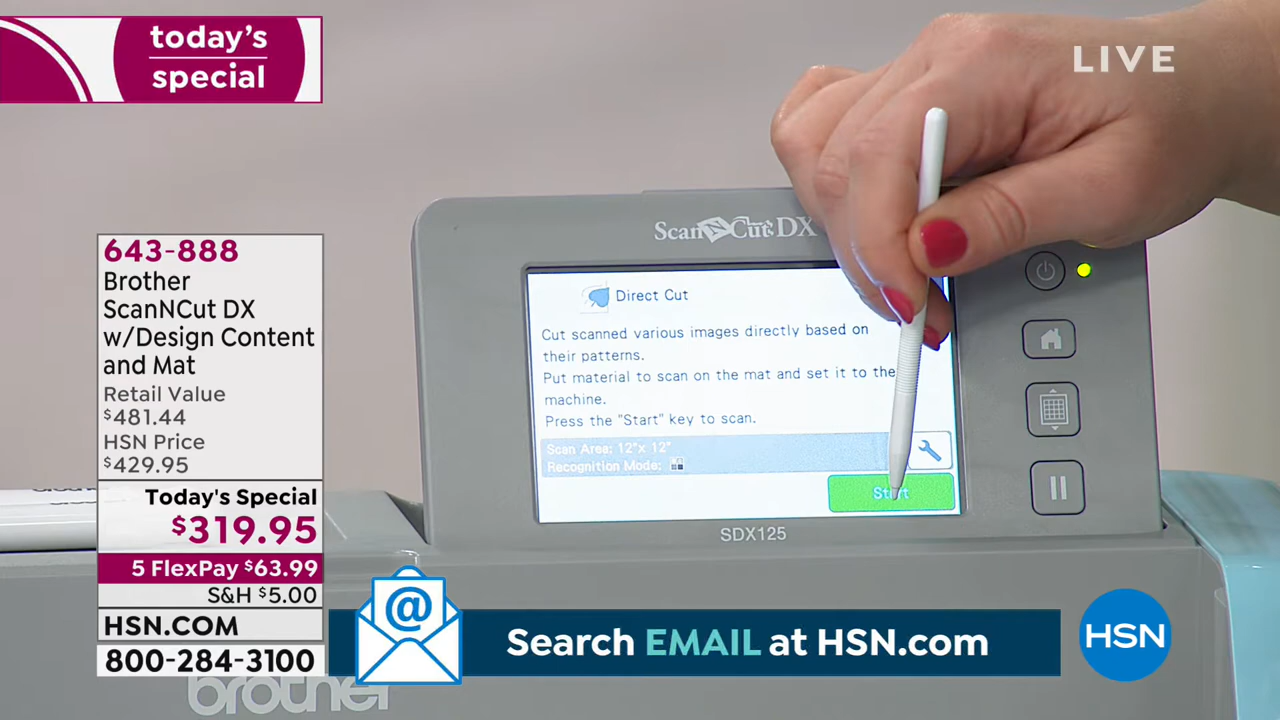 today's
special
LIVE
643-888
Brother
ScanNCut DX
w/Design Content
and Mat
Retail Value
$481.44
HSN Price
$429.95
Today's Special
$319.95
5 FlexPay $63.99
S&H $5.00
HSN.COM
800-284-3100
ScanNCut DX
Direct Cut
Cut scanned various images directly based on
their patterns.
Put material to scan on the mat and set it to the
machine.
Press the "Start" key to scan.
Scan Area: 12"x 12"
Recognition Mode:
Start
SDX125
@
Search EMAIL at HSN.com
HSN
brother